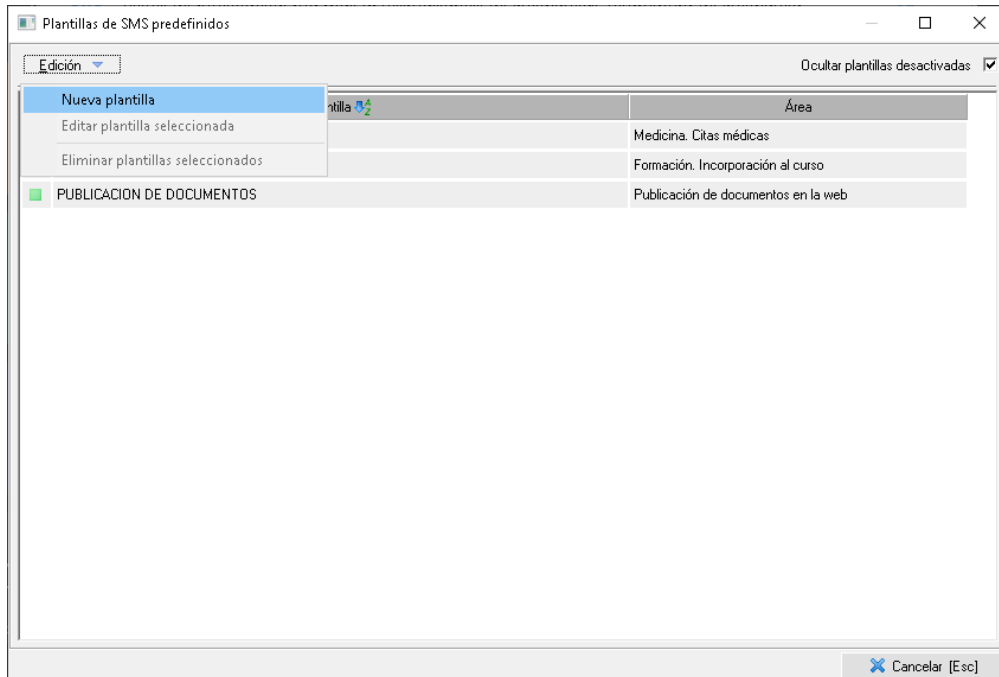 Plantillas de SMS predefinidos
Edición
Ocultar plantillas desactivadas
Nueva plantilla
Editar plantilla seleccionada
Eliminar plantillas seleccionados
Área
Medicina. Citas médicas
Formación. Incorporación al curso
PUBLICACION DE DOCUMENTOS
Publicación de documentos en la web
Cancelar [Esc]